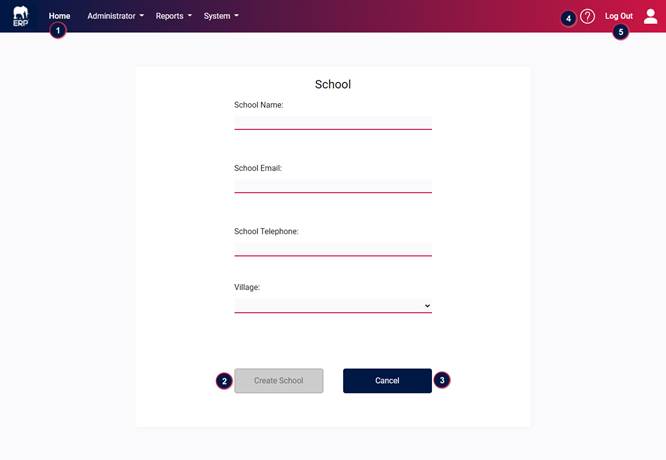 ERP
Home
Administrator
Reports
System
4
?
Log Out
1
5
School
School Name:
School Email:
School Telephone:
Village:
2
Create School
Cancel
3